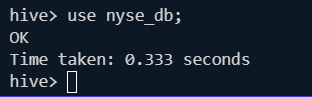 hive> use nyse_db;
OK
Time taken: 0.333 seconds
hive>